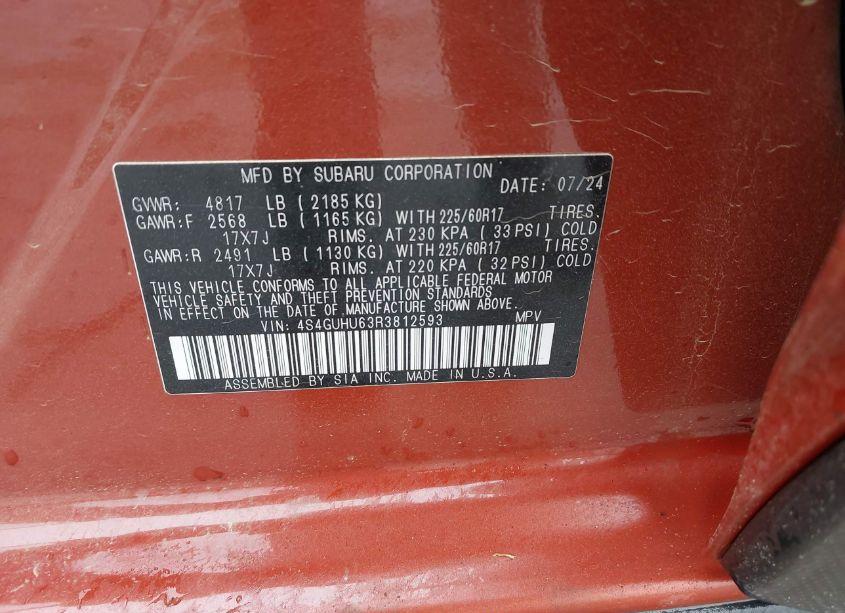 MFD BY SUBARU CORPORATION
DATE: 07/24
GVWR: 4817 LB ( 2185 KG)
GAWR:F 2568 LB ( 1165 KG) WITH 225/60R17 TIRES.
17X7J RIMS. AT 230 KPA ( 33 PSI) COLD
GAWR:R 2491 LB ( 1130 KG) WITH 225/60R17 TIRES.
17X7J RIMS. AT 220 KPA ( 32 PSI) COLD
THIS VEHICLE CONFORMS TO ALL APPLICABLE FEDERAL MOTOR
VEHICLE SAFETY AND THEFT PREVENTION STANDARDS
IN EFFECT ON THE DATE OF MANUFACTURE SHOWN ABOVE.
VIN: 4S4GUHU63R3812593 MPV
ASSEMBLED BY SIA INC. MADE IN U.S.A.